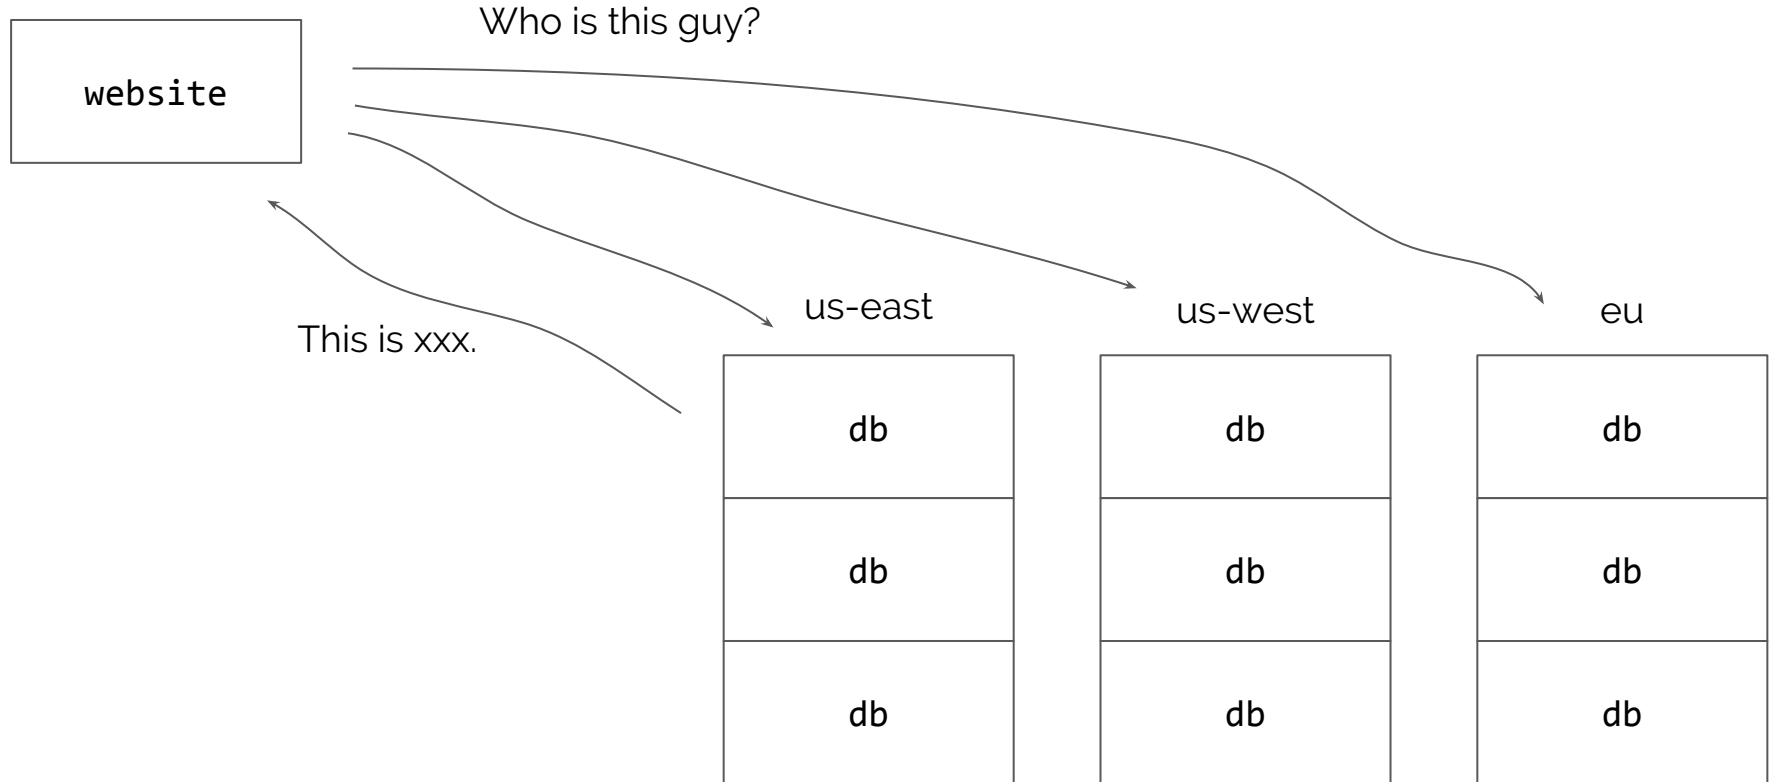 Who is this guy?
website
This is xxx.
us-east
us-west
eu
db
db
db
db
db
db
db
db
db